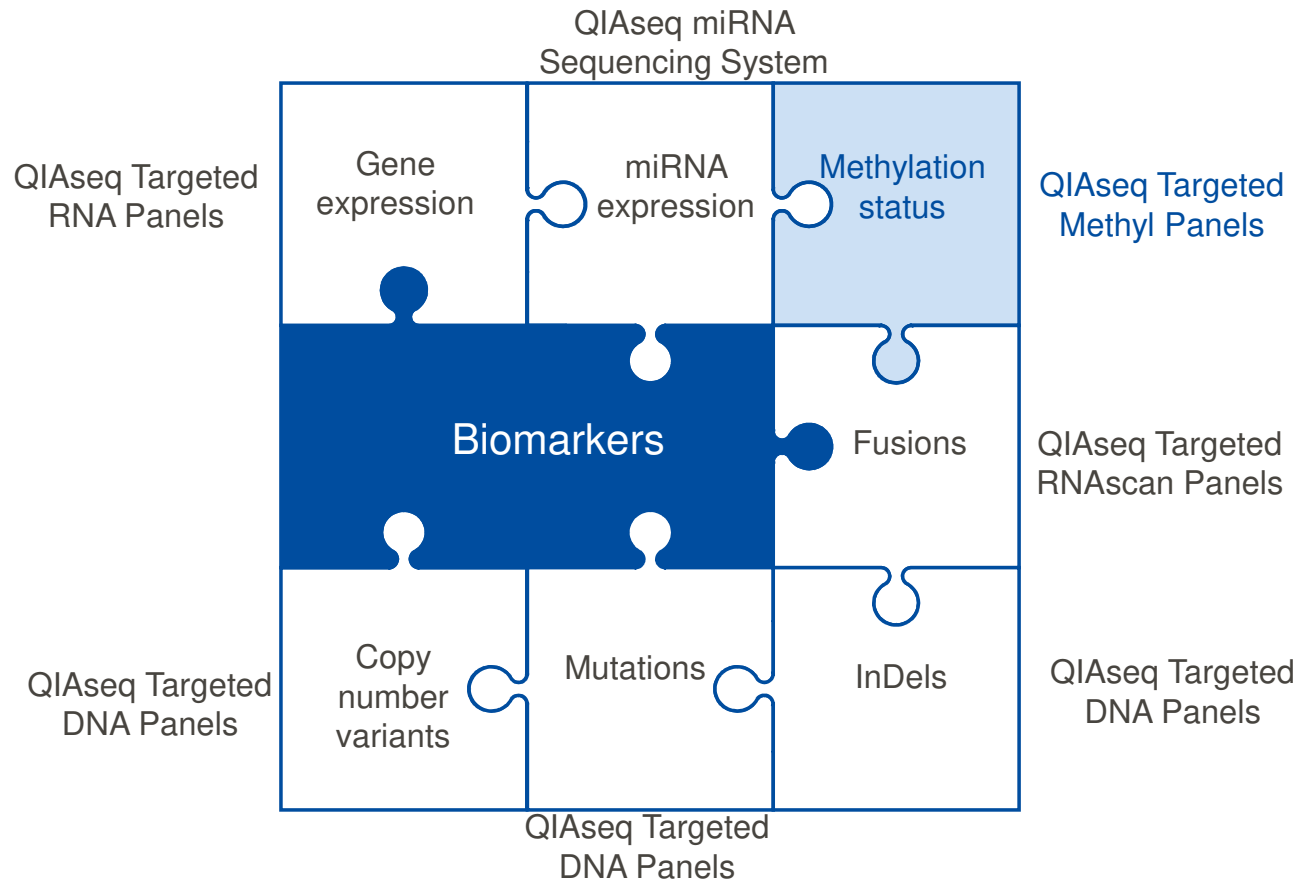 QIAseq miRNA
Sequencing System
QIAseq Targeted
RNA Panels
Gene
expression
miRNA
expression
Methylation
status
QIAseq Targeted
Methyl Panels
Biomarkers
Fusions
QIAseq Targeted
RNAscan Panels
QIAseq Targeted
DNA Panels
Copy
number
variants
Mutations
InDels
QIAseq Targeted
DNA Panels
QIAseq Targeted
DNA Panels